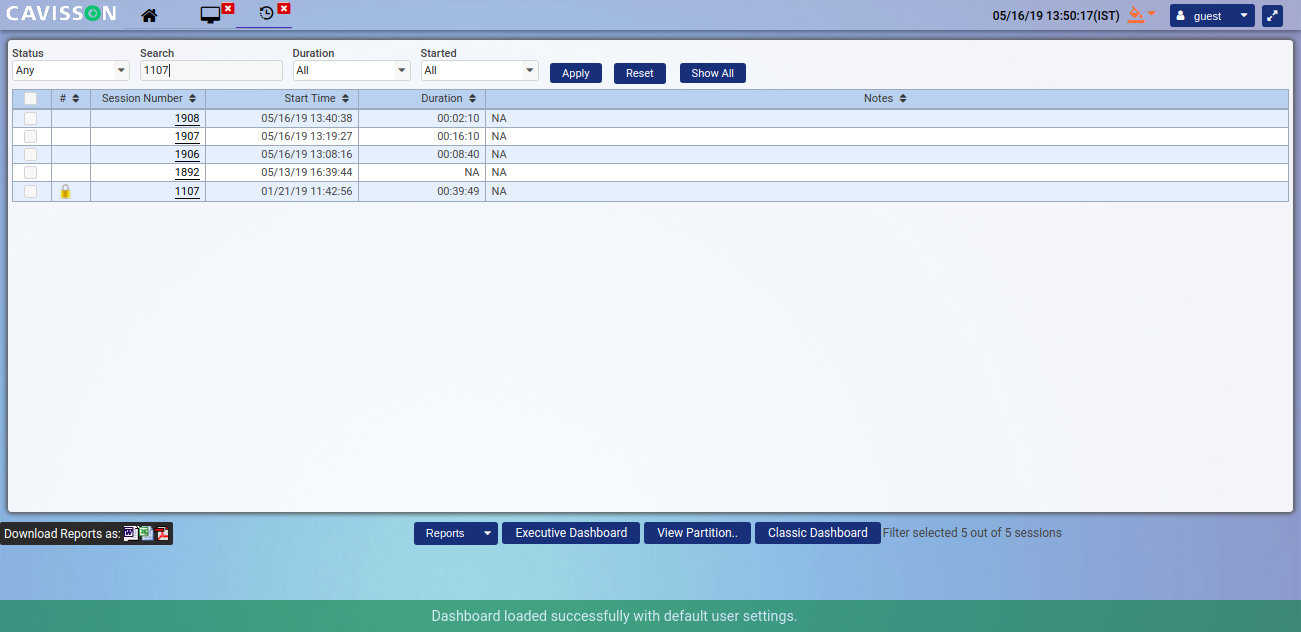 CAVISSON 05/16/19 13:50:17(IST) guest
Status Search Duration Started
Any 1107 All All Apply Reset Show All
# Session Number Start Time Duration Notes
1908 05/16/19 13:40:38 00:02:10 NA
1907 05/16/19 13:19:27 00:16:10 NA
1906 05/16/19 13:08:16 00:08:40 NA
1892 05/13/19 16:39:44 NA NA
1107 01/21/19 11:42:56 00:39:49 NA
Download Reports as: Reports Executive Dashboard View Partition.. Classic Dashboard Filter selected 5 out of 5 sessions
Dashboard loaded successfully with default user settings.